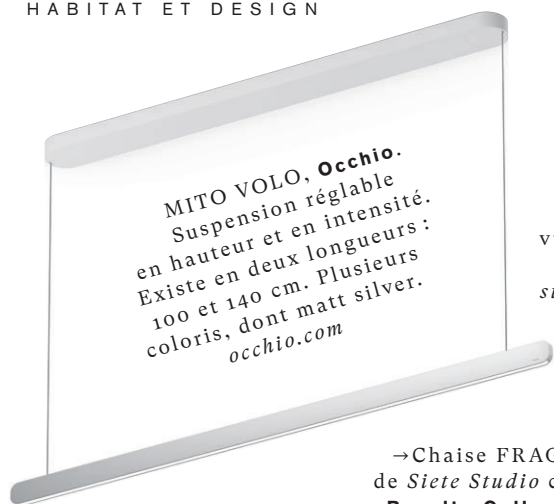 HABITAT ET DESIGN
MITO VOLO, Occhio.
Suspension réglable
en hauteur et en intensité.
Existe en deux longueurs :
100 et 140 cm. Plusieurs
coloris, dont matt silver.
occhio.com
→Chaise
de Siete Studio